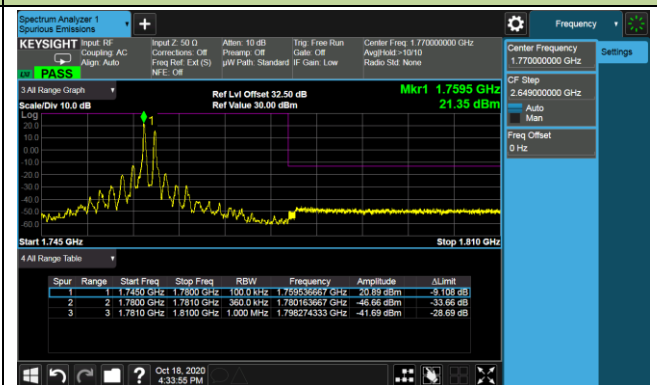 Spectrum Analyzer 1
Spurious Emissions
+
Frequency
KEYSIGHT
Input: RF
Coupling: AC
Align: Auto
Input Z: 50 Ω
Corrections: Off
Freq Ref: Ext (S)
NFE: Off
Atten: 10 dB
Preamp: Off
µW Path: Standard
Trig: Free Run
Gate: Off
IF Gain: Low
Center Freq: 1.770000000 GHz
Avg|Hold:>10/10
Radio Std: None
PASS
Center Frequency
1.770000000 GHz
Settings
CF Step
2.649000000 GHz
Auto
Man
Freq Offset
0 Hz
3 All Range Graph
Ref Lvl Offset 32.50 dB
Mkr1 1.7595 GHz
Scale/Div 10.0 dB
Ref Value 30.00 dBm
21.35 dBm
Log
1
20.0
10.0
0.00
-10.0
-20.0
-30.0
-40.0
-50.0
-60.0
Start 1.745 GHz
Stop 1.810 GHz
4 All Range Table
Spur Range Start Freq Stop Freq RBW Frequency Amplitude ΔLimit
1 1 1.7450 GHz 1.7800 GHz 100.0 kHz 1.759536667 GHz 20.89 dBm -9.108 dB
2 2 1.7800 GHz 1.7810 GHz 360.0 kHz 1.780163667 GHz -46.66 dBm -33.66 dB
3 3 1.7810 GHz 1.8100 GHz 1.000 MHz 1.798274333 GHz -41.69 dBm -28.69 dB
?
Oct 18, 2020
4:33:55 PM